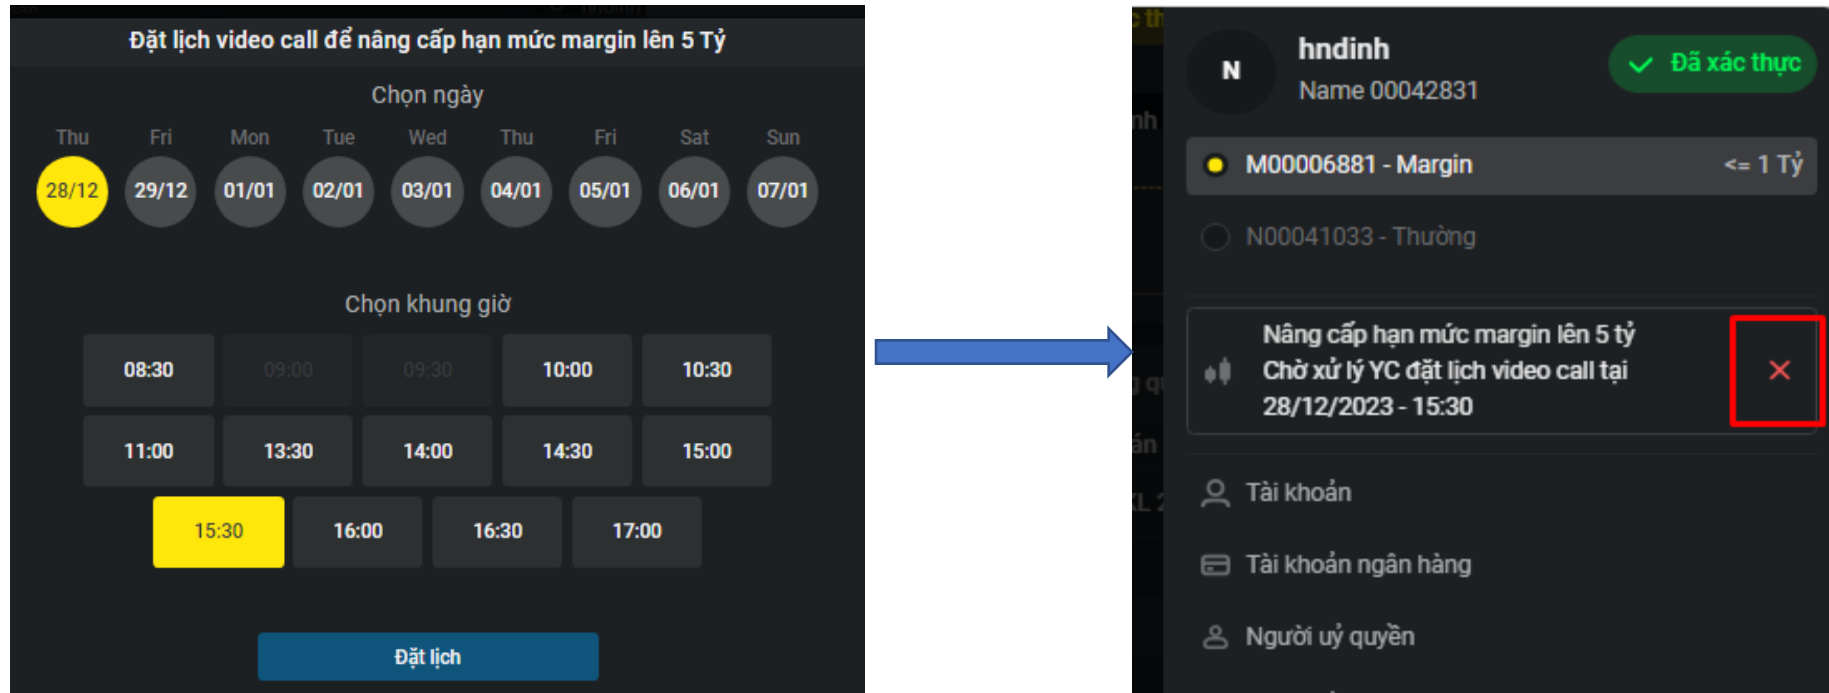 Đặt lịch video call để nâng cấp hạn mức margin lên 5 Tỷ
Chọn ngày
Thu Fri Mon Tue Wed Thu Fri Sat Sun
28/12 29/12 01/01 02/01 03/01 04/01 05/01 06/01 07/01
Chọn khung giờ
08:30 09:00 09:30 10:00 10:30
11:00 13:30 14:00 14:30 15:00
15:30 16:00 16:30 17:00
Đặt lịch
N
hndinh
Name 00042831
Đã xác thực
M00006881 - Margin <= 1 Tỷ
N00041033 - Thường
Nâng cấp hạn mức margin lên 5 tỷ
Chờ xử lý YC đặt lịch video call tại
28/12/2023 - 15:30
Tài khoản
Tài khoản ngân hàng
Người uỷ quyền